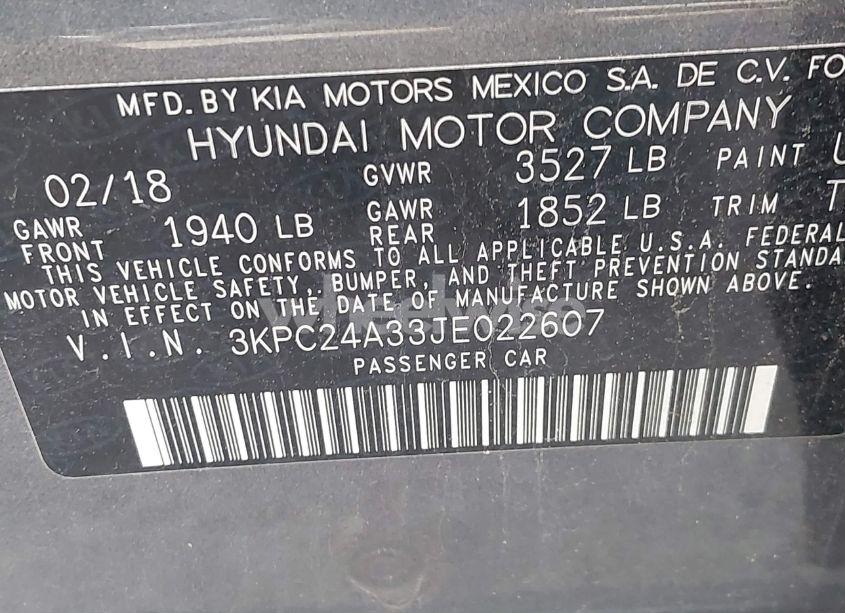 MFD. BY KIA MOTORS MEXICO S.A. DE C.V. FO
HYUNDAI MOTOR COMPANY
02/18 GVWR 3527 LB PAINT U
GAWR FRONT 1940 LB GAWR REAR 1852 LB TRIM T
THIS VEHICLE CONFORMS TO ALL APPLICABLE U.S.A. FEDERAL
MOTOR VEHICLE SAFETY, BUMPER, AND THEFT PREVENTION STANDA
IN EFFECT ON THE DATE OF MANUFACTURE SHOWN ABOVE.
V.I.N. 3KPC24A33JE022607
PASSENGER CAR